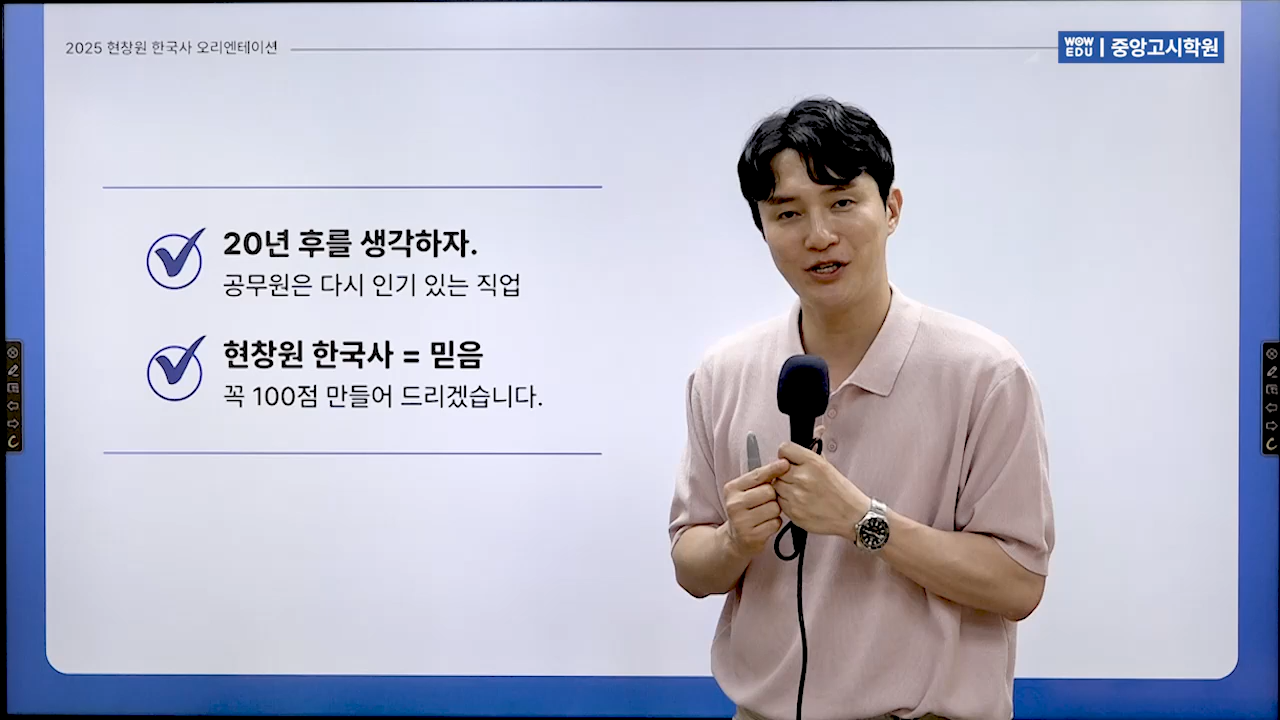 2025 현창원 한국사 오리엔테이션
WOW EDU | 중앙고시학원
20년 후를 생각하자.
공무원은 다시 인기 있는 직업
현창원 한국사 = 믿음
꼭 100점 만들어 드리겠습니다.